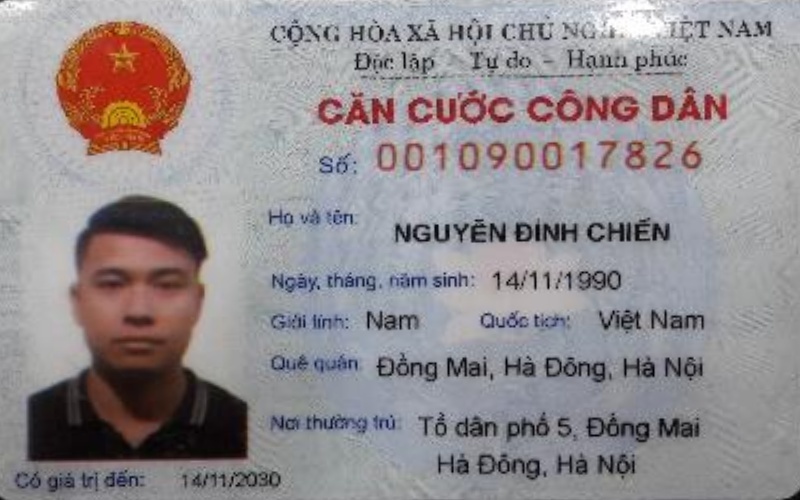 CỘNG HÒA XÃ HỘI CHỦ NGHĨA VIỆT NAM
Độc lập - Tự do - Hạnh phúc
CĂN CƯỚC CÔNG DÂN
Số: 001090017826
Họ và tên: NGUYỄN ĐÌNH CHIẾN
Ngày, tháng, năm sinh: 14/11/1990
Giới tính: Nam Quốc tịch: Việt Nam
Quê quán: Đồng Mai, Hà Đông, Hà Nội
Nơi thường trú: Tổ dân phố 5, Đồng Mai
Hà Đông, Hà Nội
Có giá trị đến: 14/11/2030